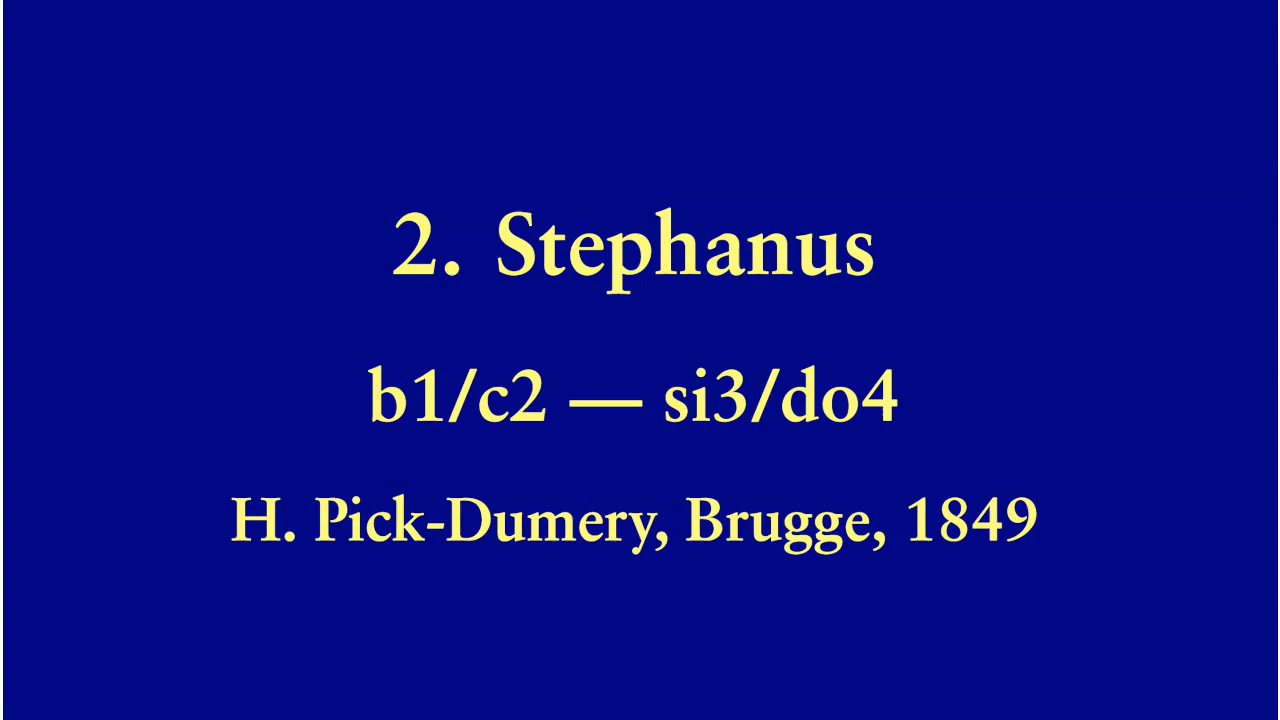 2. Stephanus
b1/c2 — si3/do4
H. Pick-Dumery, Brugge, 1849